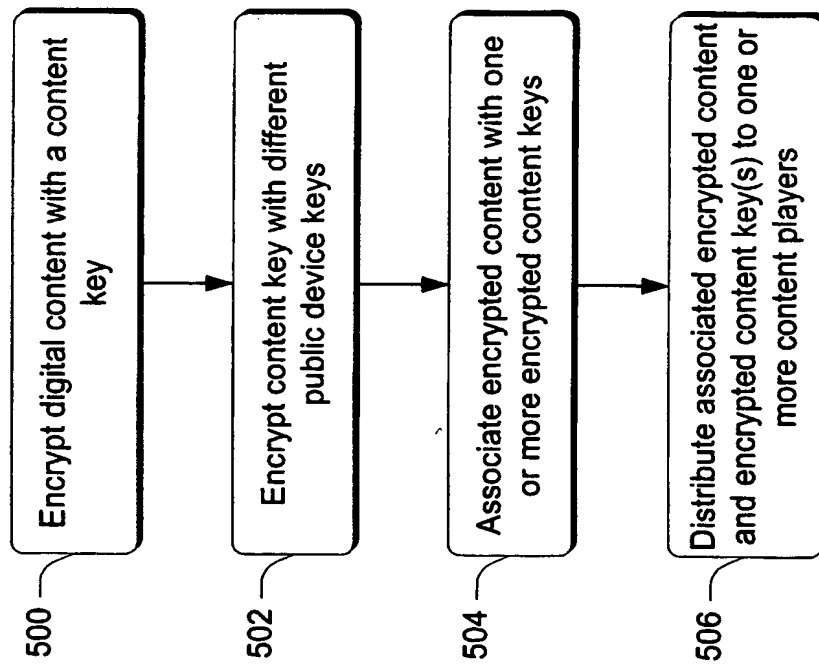 500
Encrypt digital content with a content
key
502
Encrypt content key with different
public device keys
504
Associate encrypted content with one
or more encrypted content keys
506
Distribute associated encrypted content
and encrypted content key(s) to one or
more content players